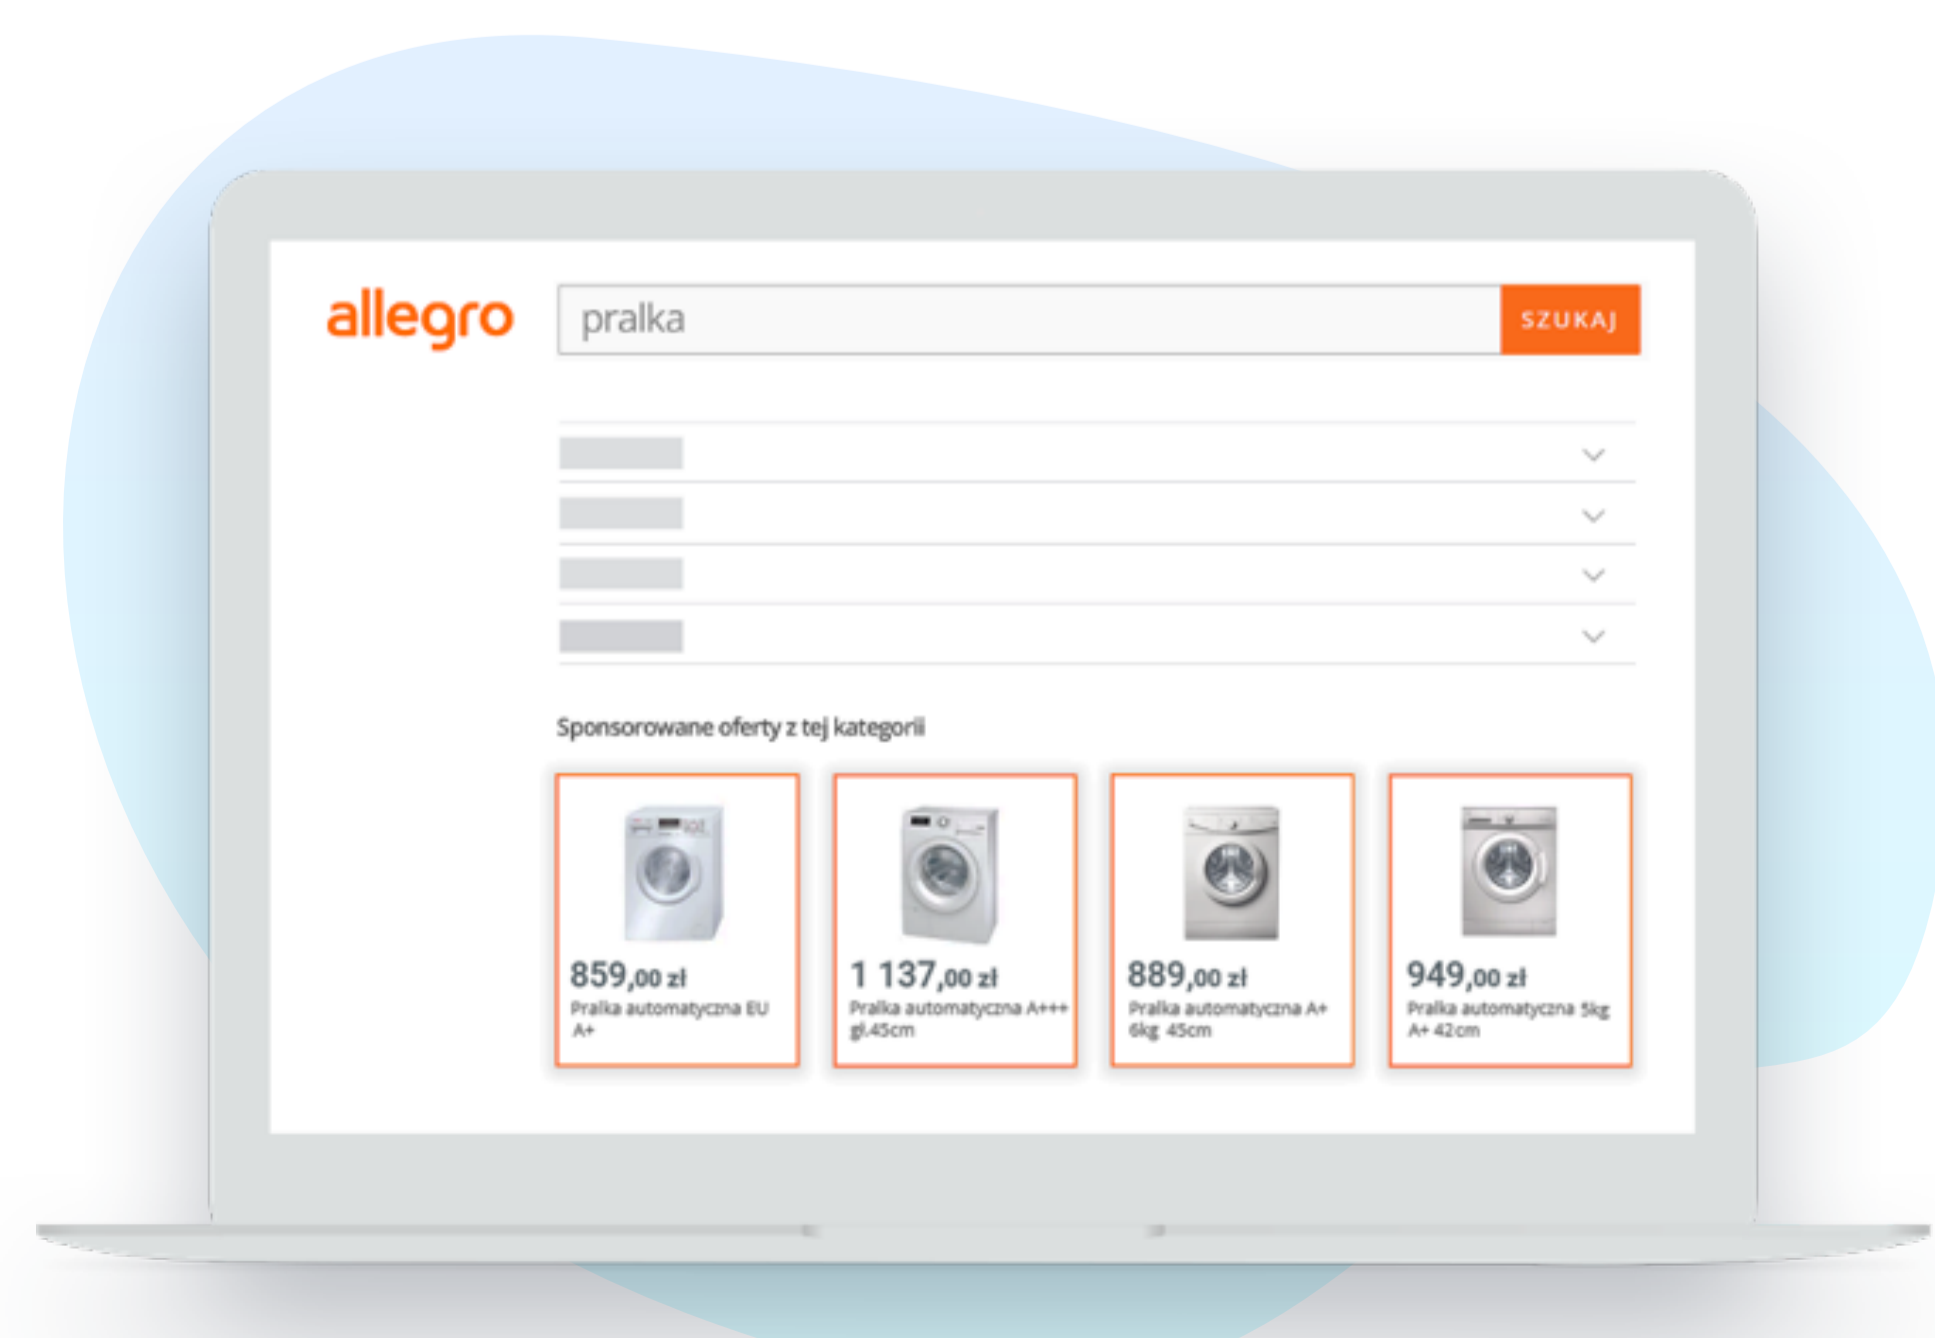 allegro
pralka
SZUKAJ
Sponsorowane oferty z tej kategorii
859,00 zł
Pralka automatyczna EU
A+
1 137,00 zł
Pralka automatyczna A+++
gł.45cm
889,00 zł
Pralka automatyczna A+
6kg 45cm
949,00 zł
Pralka automatyczna 5kg
A+ 42cm